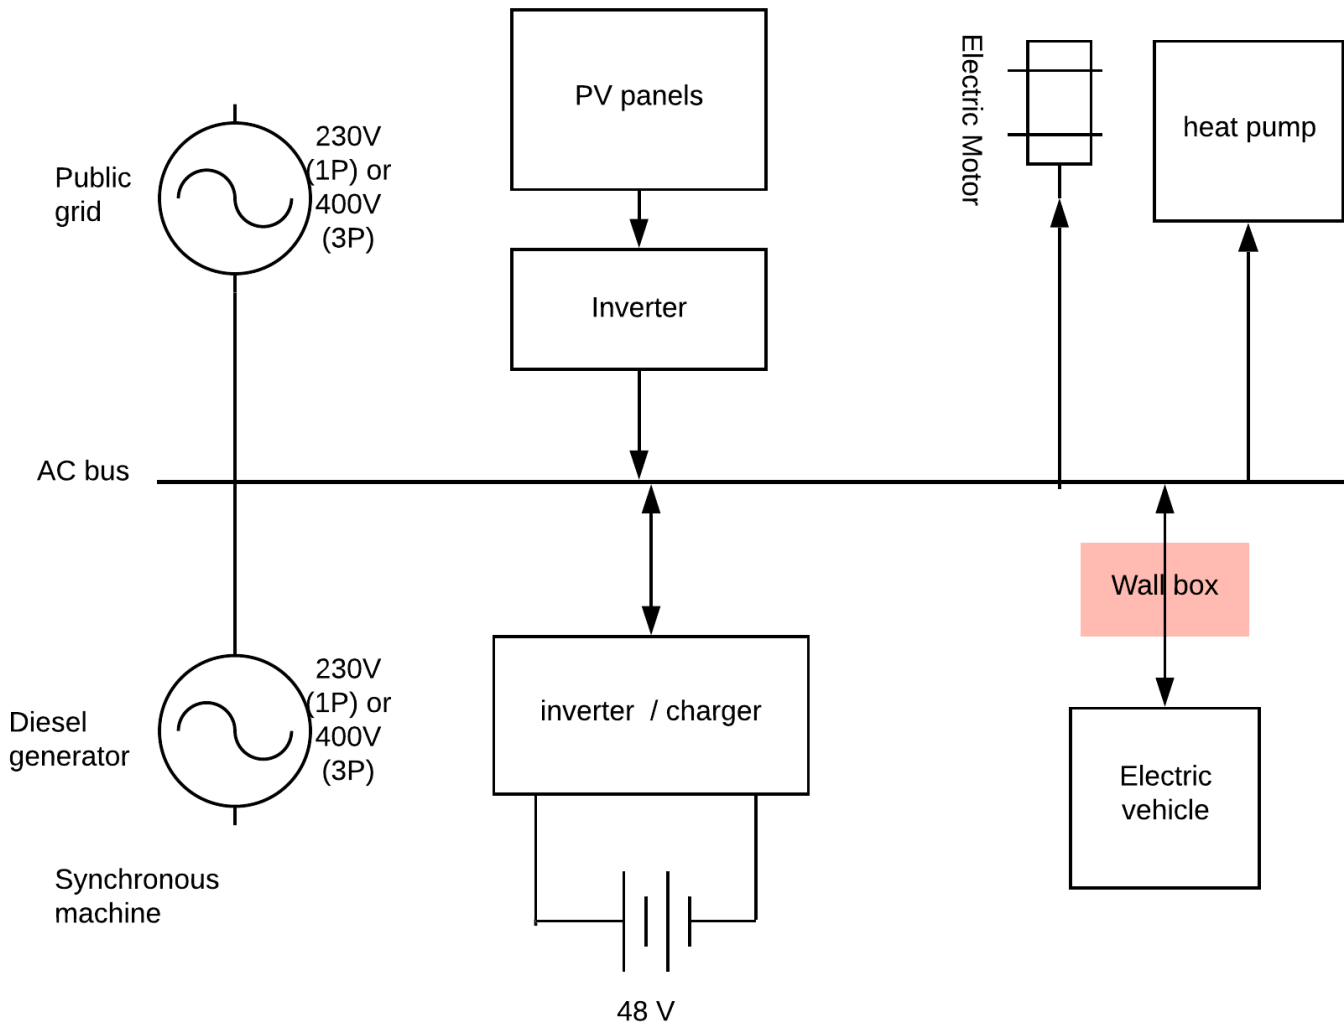 PV panels
Electric Motor
heat pump
230V
(1P) or
400V
(3P)
Public
grid
Inverter
AC bus
Wall box
230V
(1P) or
400V
(3P)
Diesel
generator
inverter / charger
Electric
vehicle
Synchronous
machine
48 V